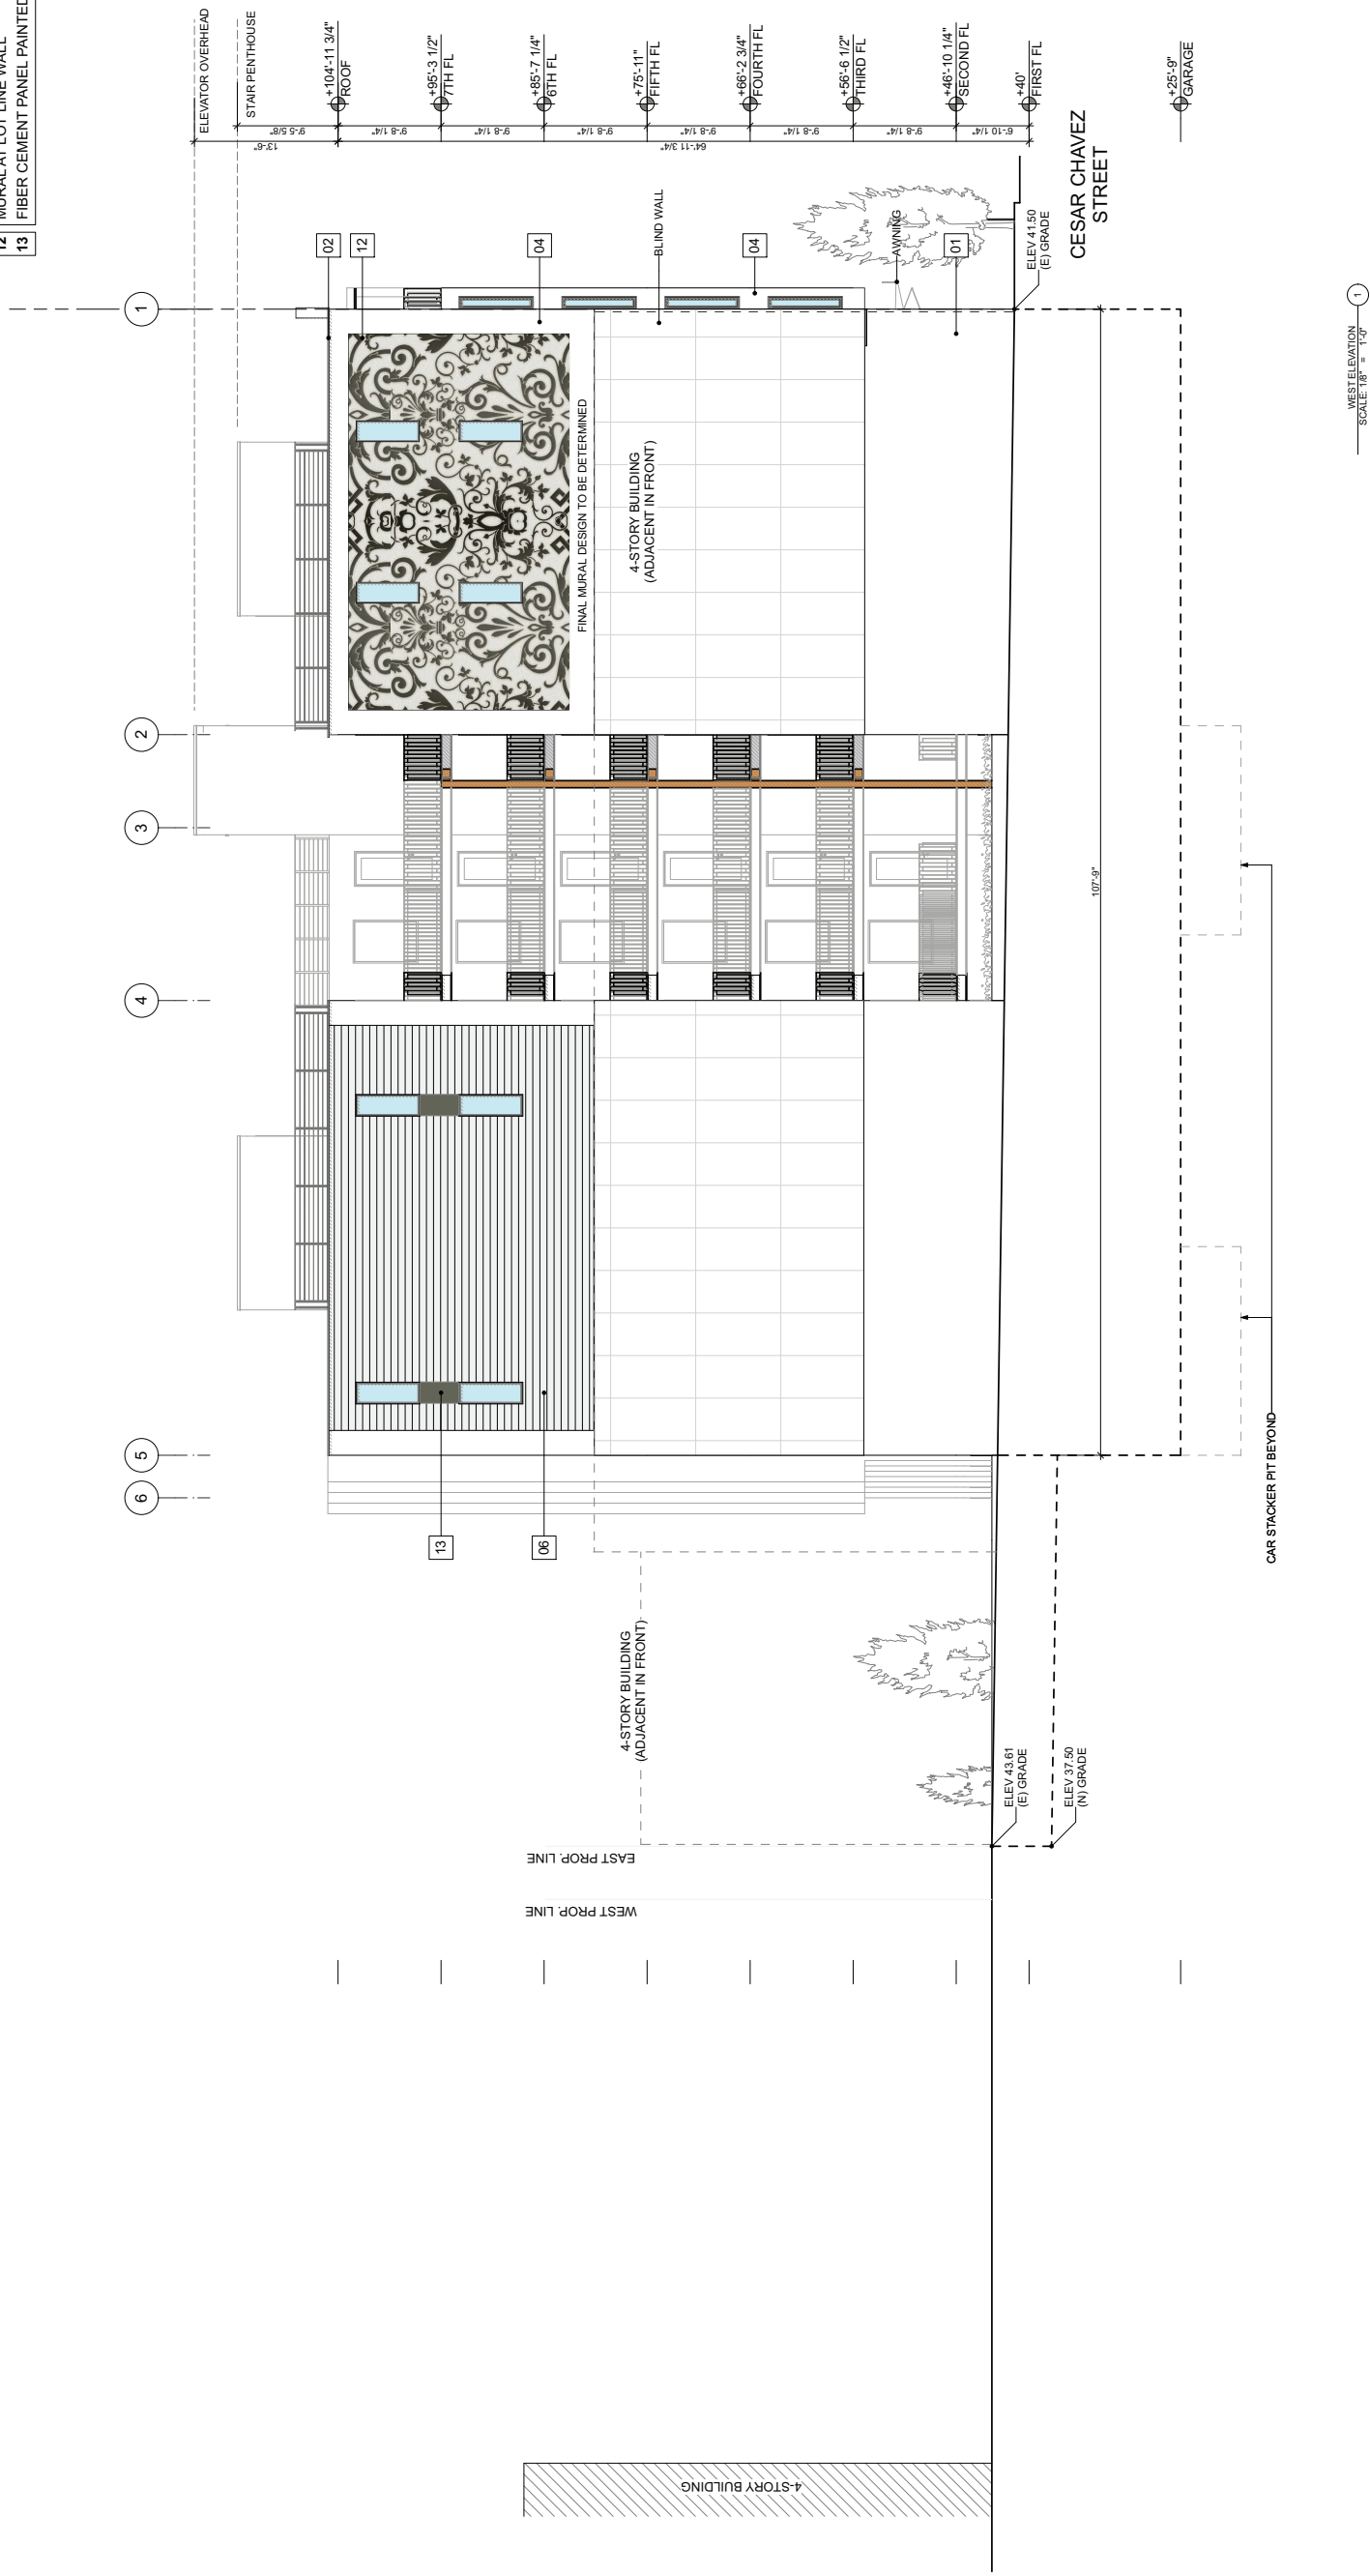 12 MURAL AT LOT LINE WALL
13 FIBER CEMENT PANEL PAINTED
ELEVATOR OVERHEAD
STAIR PENTHOUSE
+104'-11 3/4"
ROOF
+95'-3 1/2"
7TH FL
+85'-7 1/4"
6TH FL
+75'-11"
FIFTH FL
+66'-2 3/4"
FOURTH FL
+56'-6 1/2"
THIRD FL
+46'-10 1/4"
SECOND FL
+40'
FIRST FL
+25'-9"
GARAGE
13'-6"
9'-5 5/8"
9'-8 1/4"
9'-8 1/4"
9'-8 1/4"
9'-8 1/4"
9'-8 1/4"
9'-8 1/4"
6'-10 1/4"
64'-11 3/4"
CESAR CHAVEZ
STREET
02
12
04
BLIND WALL
04
AWNING
01
ELEV 41.50
(E) GRADE
1
2
3
4
5
6
FINAL MURAL DESIGN TO BE DETERMINED
4-STORY BUILDING
(ADJACENT IN FRONT)
107'-9"
13
06
4-STORY BUILDING
(ADJACENT IN FRONT)
CAR STACKER PIT BEYOND
ELEV 43.61
(E) GRADE
ELEV 37.50
(N) GRADE
EAST PROP. LINE
WEST PROP. LINE
4-STORY BUILDING
WEST ELEVATION
SCALE: 1/8" = 1'-0"
1